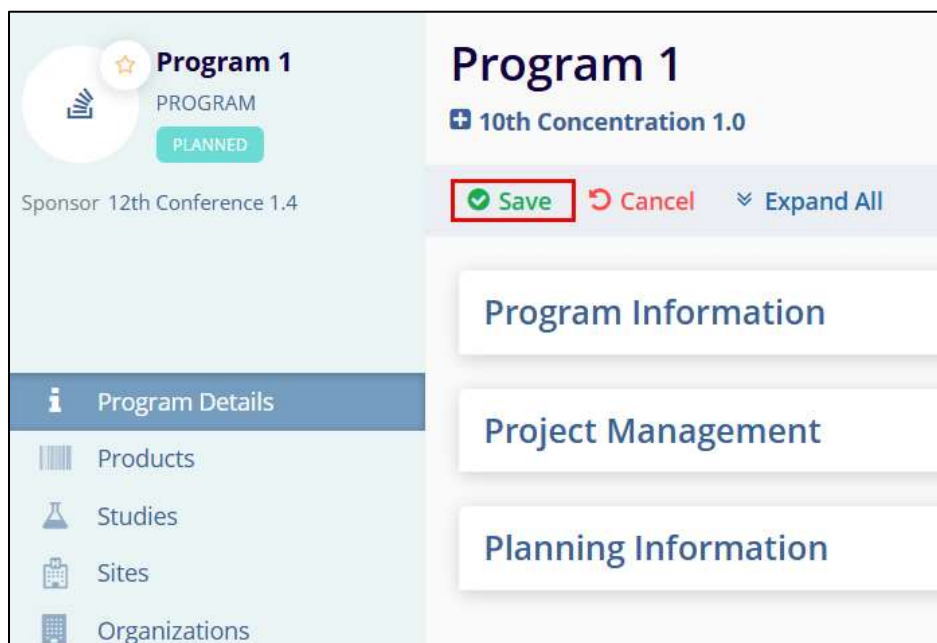 Program 1
PROGRAM
PLANNED
Sponsor 12th Conference 1.4
Program Details
Products
Studies
Sites
Organizations
Program 1
10th Concentration 1.0
Save Cancel Expand All
Program Information
Project Management
Planning Information